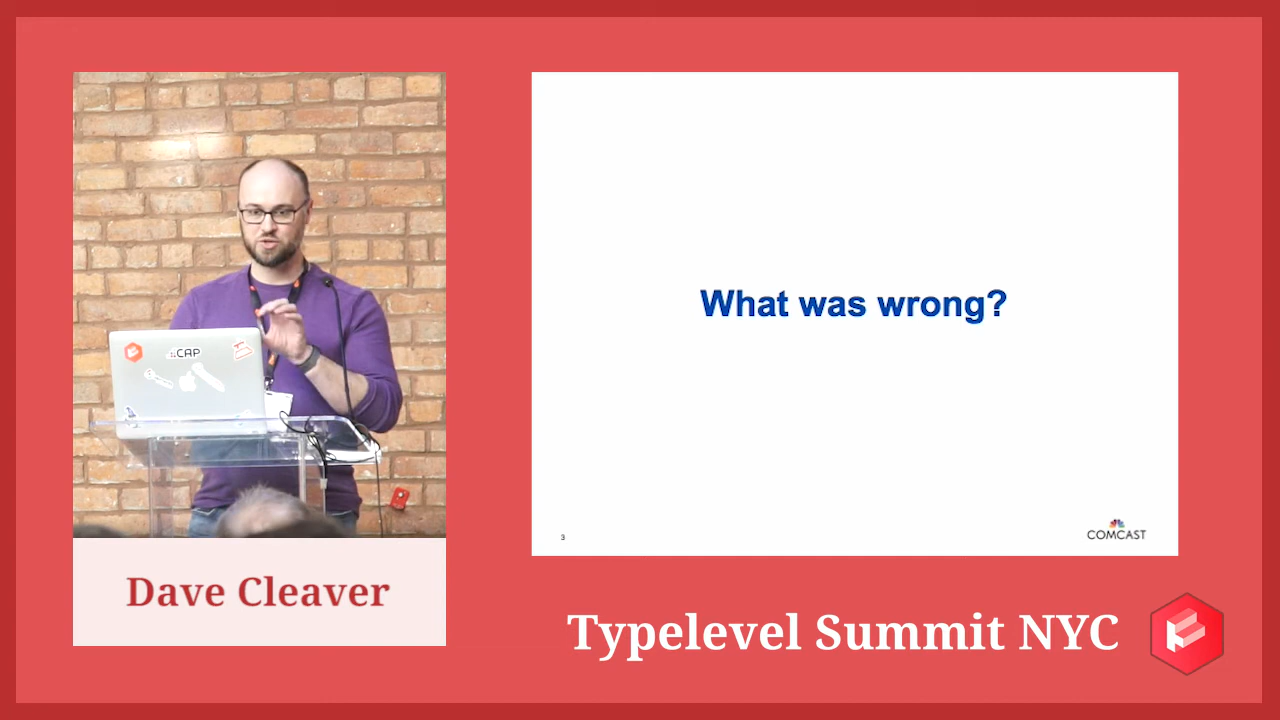 What was wrong?
3
COMCAST
CAP
Dave Cleaver
Typelevel Summit NYC